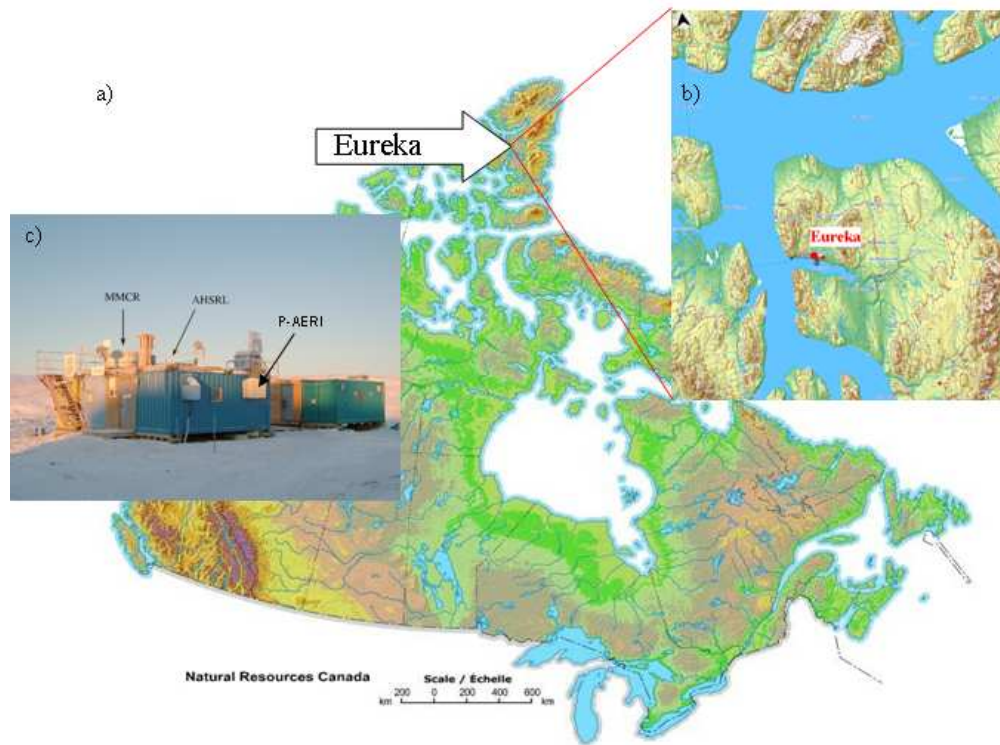 a)
Eureka
b)
Eureka
c)
MMCR
AHSRL
P-AERI
Natural Resources Canada
Scale / Échelle
200 0 200 400 600
km km